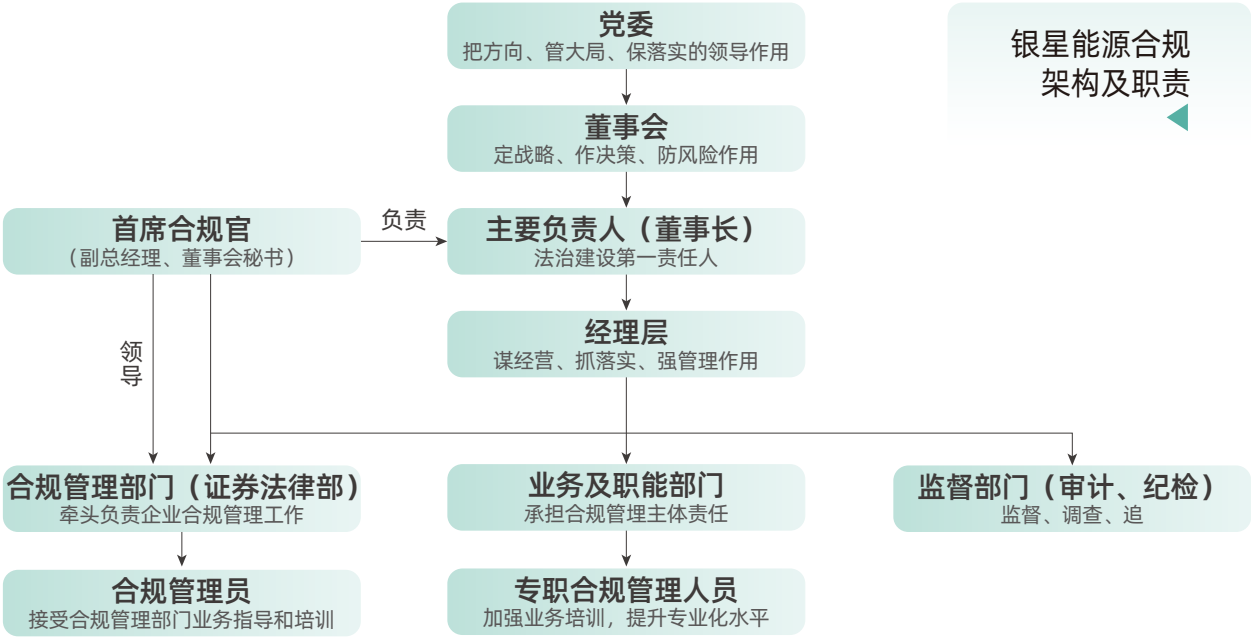 党委
把方向、管大局、保落实的领导作用
银星能源合规
架构及职责
董事会
定战略、作决策、防风险作用
首席合规官
（副总经理、董事会秘书）
负责
主要负责人（董事长）
法治建设第一责任人
经理层
谋经营、抓落实、强管理作用
领导
合规管理部门（证券法律部）
牵头负责企业合规管理工作
业务及职能部门
承担合规管埋主体责任
监督部门（审计、纪检）
监督、调查、追
合规管理员
接受合规管理部门业务指导和培训
专职合规管理人员
加强业务培训，提升专业化水平